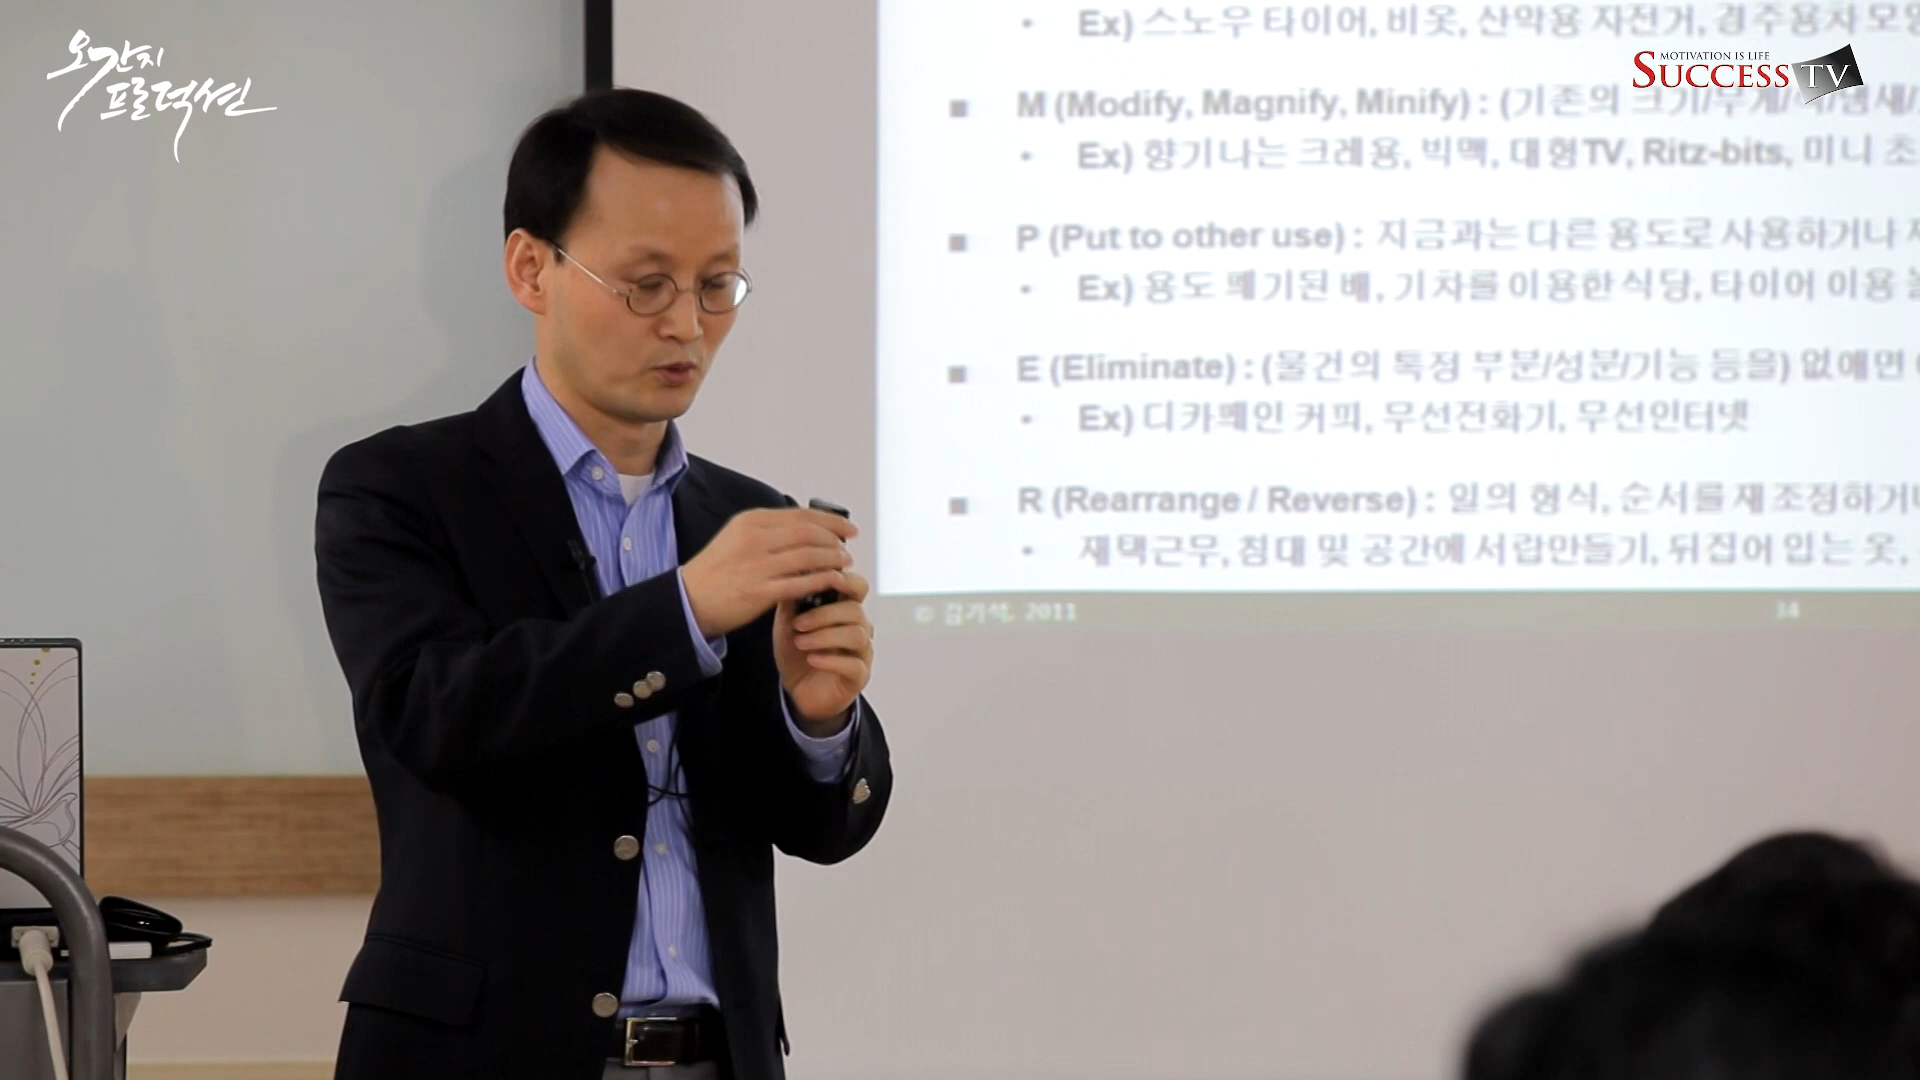 오가지
프로덕션
MOTIVATION IS LIFE
SUCCESS TV
• Ex) 스노우 타이어, 비옷, 산악용 자전거, 경주용차 모양
■ M (Modify, Magnify, Minify) : (기존의 크기/무게/
• Ex) 향기나는 크레용, 빅맥, 대형TV, Ritz-bits, 미니 초
■ P (Put to other use) : 지금과는 다른 용도로 사용하거나
• Ex) 용도 폐기된 배, 기차를 이용한 식당, 타이어 이용
■ E (Eliminate) : (물건의 특정 부분/성분/기능 등을) 없애면
• Ex) 디카페인 커피, 무선전화기, 무선인터넷
■ R (Rearrange / Reverse) : 일의 형식, 순서를 재조정하거나
• 재택근무, 침대 및 공간에 서랍만들기, 뒤집어 입는 옷,
© 김가석, 2011
34